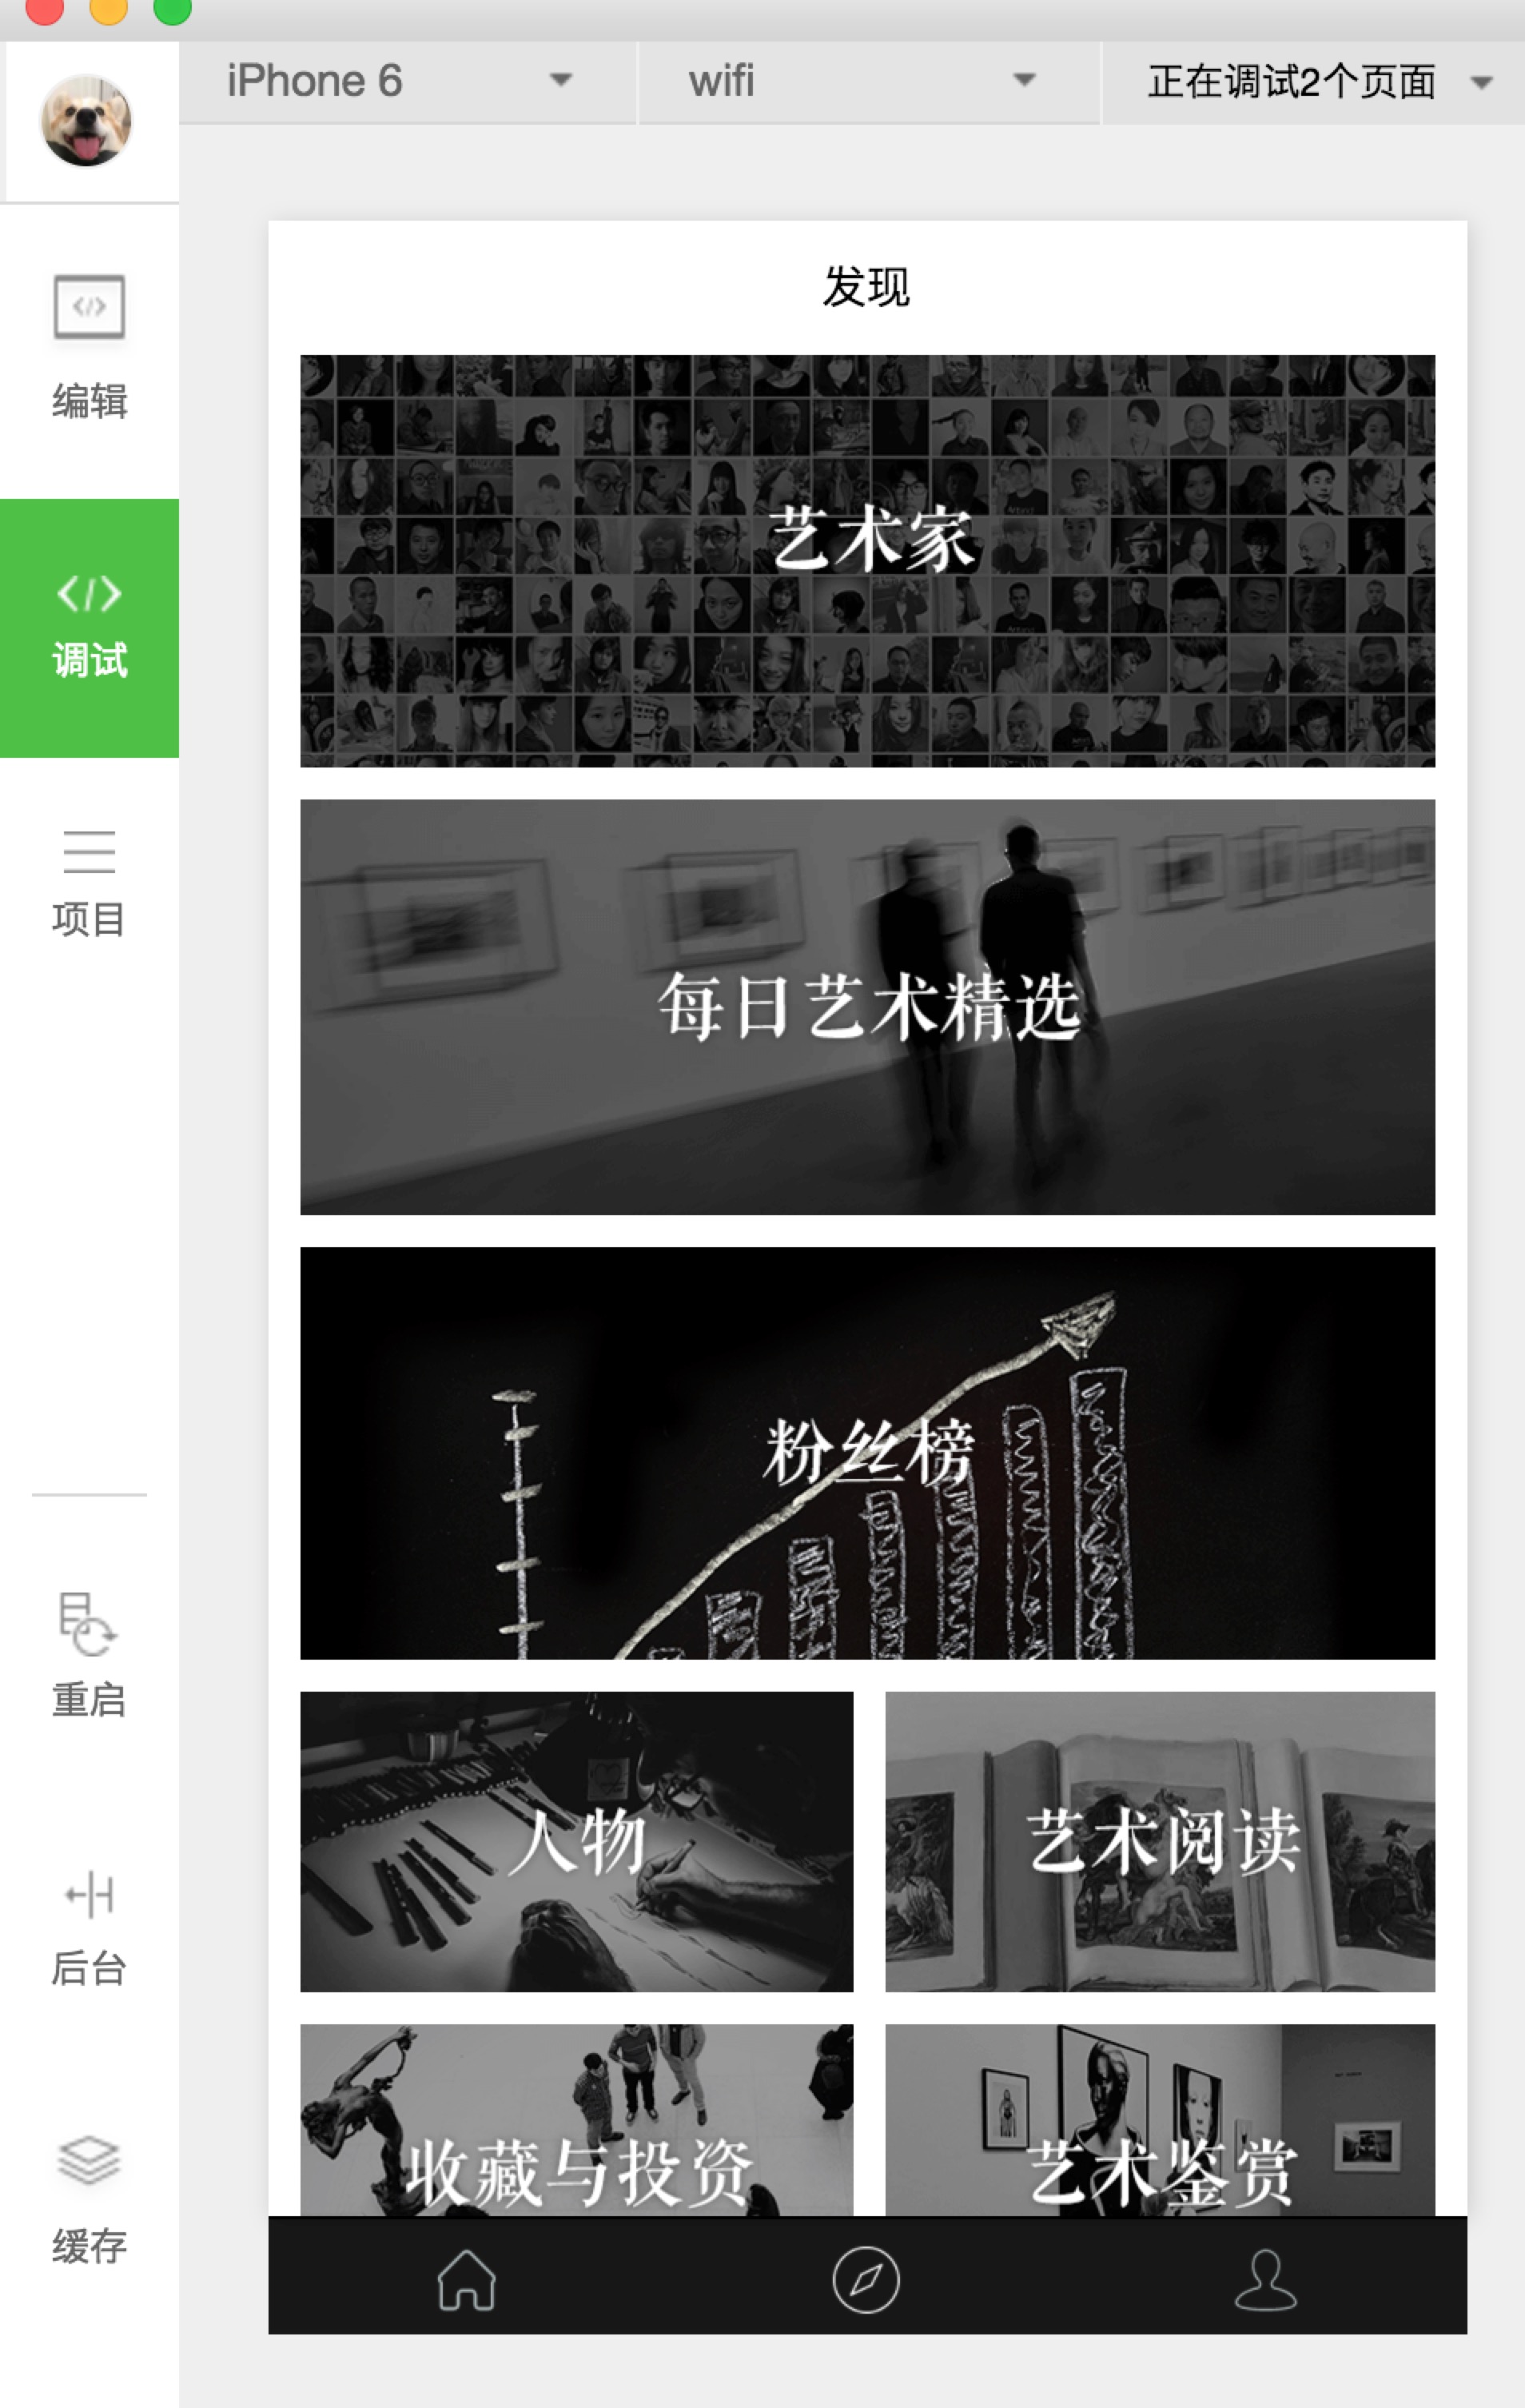 iPhone 6
wifi
正在调试2个页面
编辑
调试
项目
重启
后台
缓存
发现
艺术家
每日艺术精选
粉丝榜
人物
艺术阅读
收藏与投资
艺术鉴赏